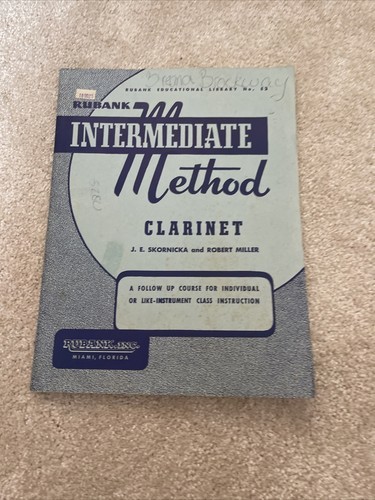 Brockway
RUBANK EDUCATIONAL LIBRARY No. 52
RUBANK
INTERMEDIATE
Method
CLARINET
J. E. SKORNICKA and ROBERT MILLER
A FOLLOW UP COURSE FOR INDIVIDUAL
OR LIKE-INSTRUMENT CLASS INSTRUCTION
RUBANK, INC.
MIAMI, FLORIDA